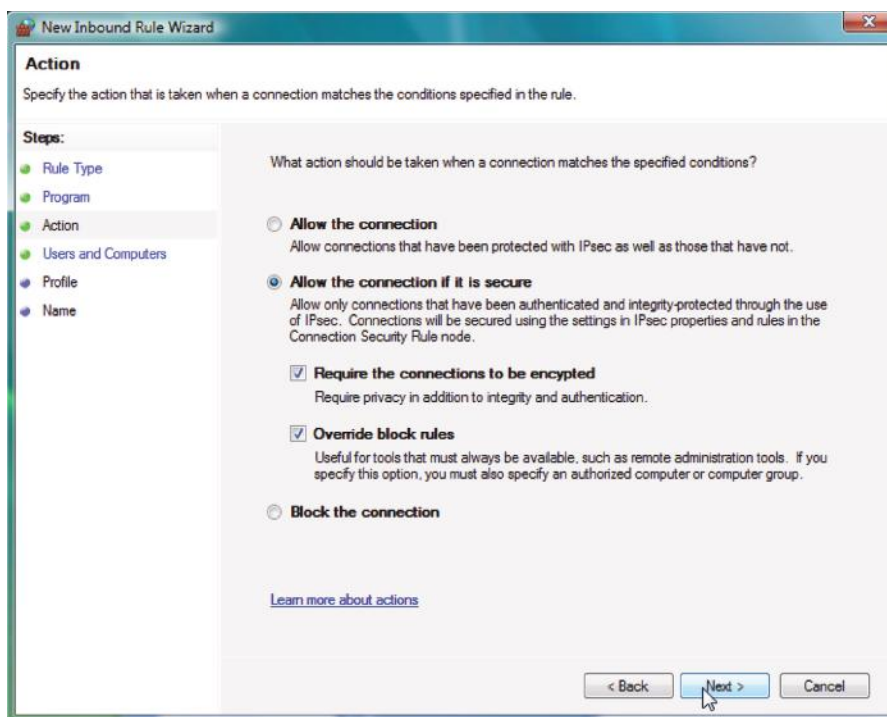 New Inbound Rule Wizard
Action
Specify the action that is taken when a connection matches the conditions specified in the rule.
Steps:
Rule Type
Program
Action
Users and Computers
Profile
Name
What action should be taken when a connection matches the specified conditions?
Allow the connection
Allow connections that have been protected with IPsec as well as those that have not.
Allow the connection if it is secure
Allow only connections that have been authenticated and integrity-protected through the use
of IPsec. Connections will be secured using the settings in IPsec properties and rules in the
Connection Security Rule node.
Require the connections to be encrypted
Require privacy in addition to integrity and authentication.
Override block rules
Useful for tools that must always be available, such as remote administration tools. If you
specify this option, you must also specify an authorized computer or computer group.
Block the connection
Learn more about actions
< Back
Next >
Cancel